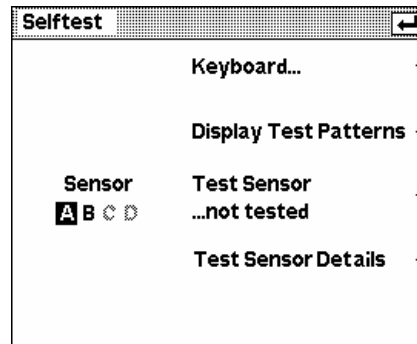 Selftest
Keyboard...
Display Test Patterns
Sensor
A B C D
Test Sensor
...not tested
Test Sensor Details